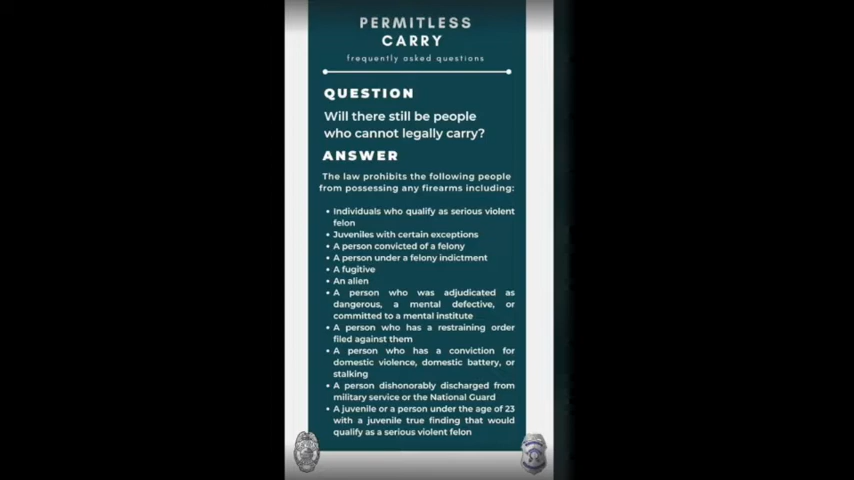 PERMITLESS
CARRY
frequently asked questions
QUESTION
Will there still be people
who cannot legally carry?
ANSWER
The law prohibits the following people
from possessing any firearms including:
• Individuals who qualify as serious violent
felon
• Juveniles with certain exceptions
• A person convicted of a felony
• A person under a felony indictment
• A fugitive
• An alien
• A person who was adjudicated as
dangerous, a mental defective, or
committed to a mental institute
• A person who has a restraining order
filed against them
• A person who has a conviction for
domestic violence, domestic battery, or
stalking
• A person dishonorably discharged from
military service or the National Guard
• A juvenile or a person under the age of 23
with a juvenile true finding that would
qualify as a serious violent felon